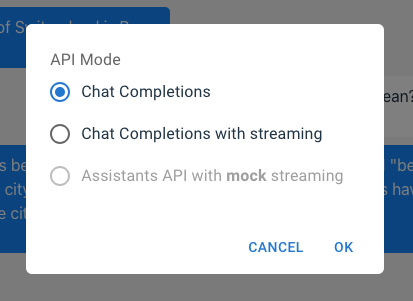 of Switzerland is Bern
API Mode
Chat Completions
ean?
Chat Completions with streaming
s be
"be
Assistants API with mock streaming
city
s hav
e cit
CANCEL
OK